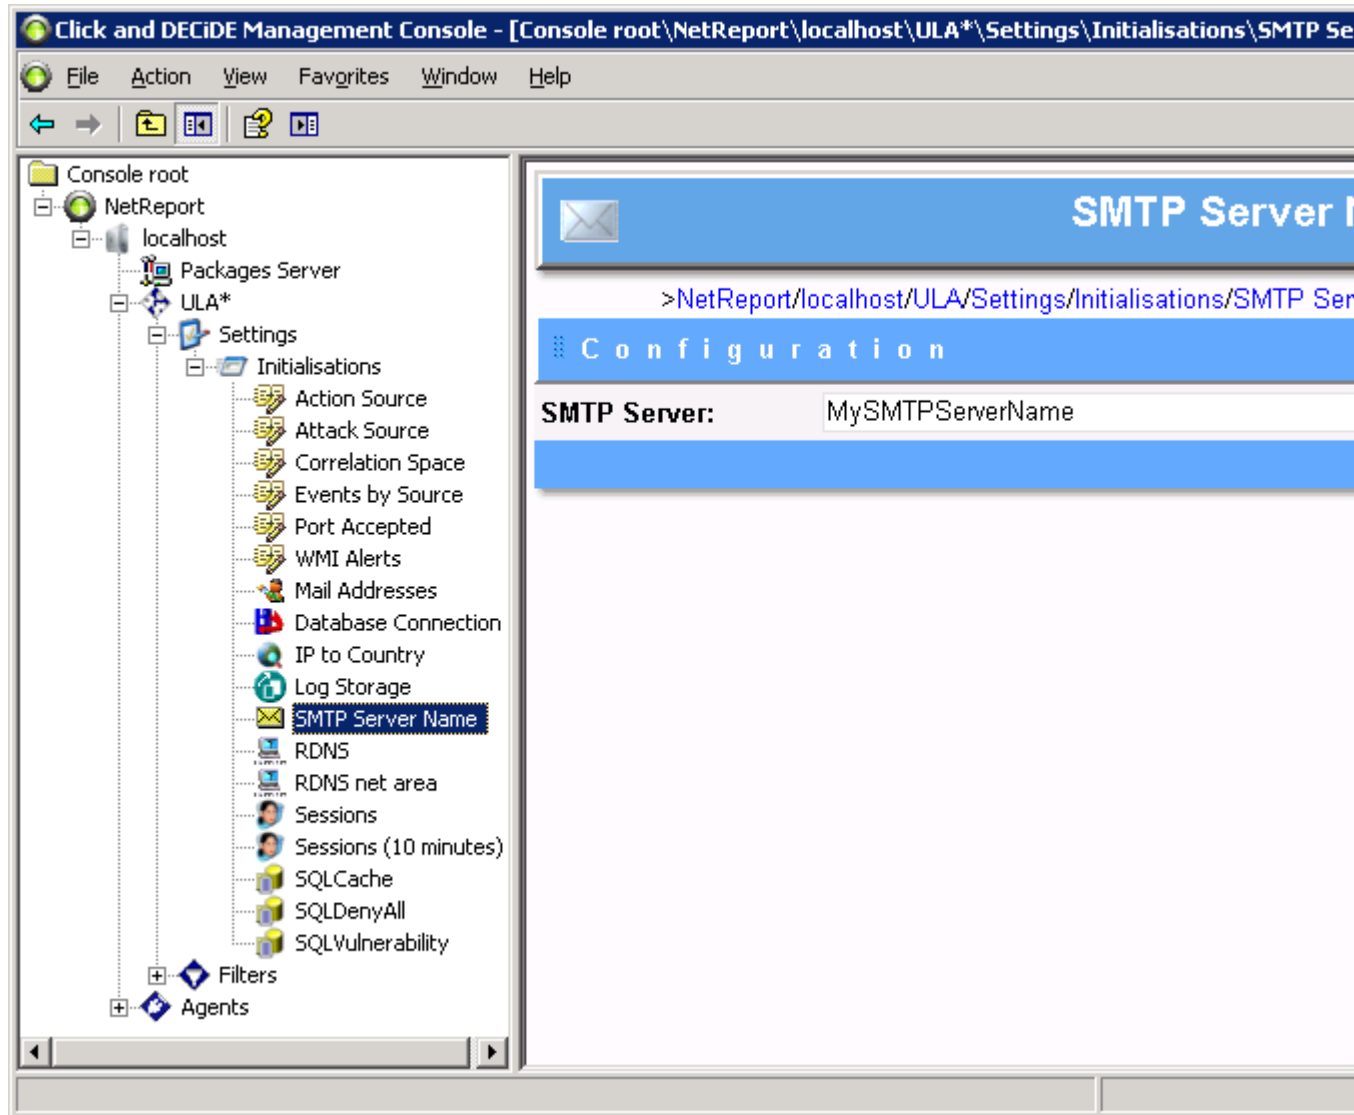 Click and DECiDE Management Console - [Console root\NetReport\localhost\ULA*\Settings\Initialisations\SMTP Se
File Action View Favorites Window Help
Console root
NetReport
localhost
Packages Server
ULA*
Settings
Initialisations
Action Source
Attack Source
Correlation Space
Events by Source
Port Accepted
WMI Alerts
Mail Addresses
Database Connection
IP to Country
Log Storage
SMTP Server Name
RDNS
RDNS net area
Sessions
Sessions (10 minutes)
SQLCache
SQLDenyAll
SQLVulnerability
Filters
Agents
SMTP Server
>NetReport/localhost/ULA/Settings/Initialisations/SMTP Ser
Configuration
SMTP Server: MySMTPServerName